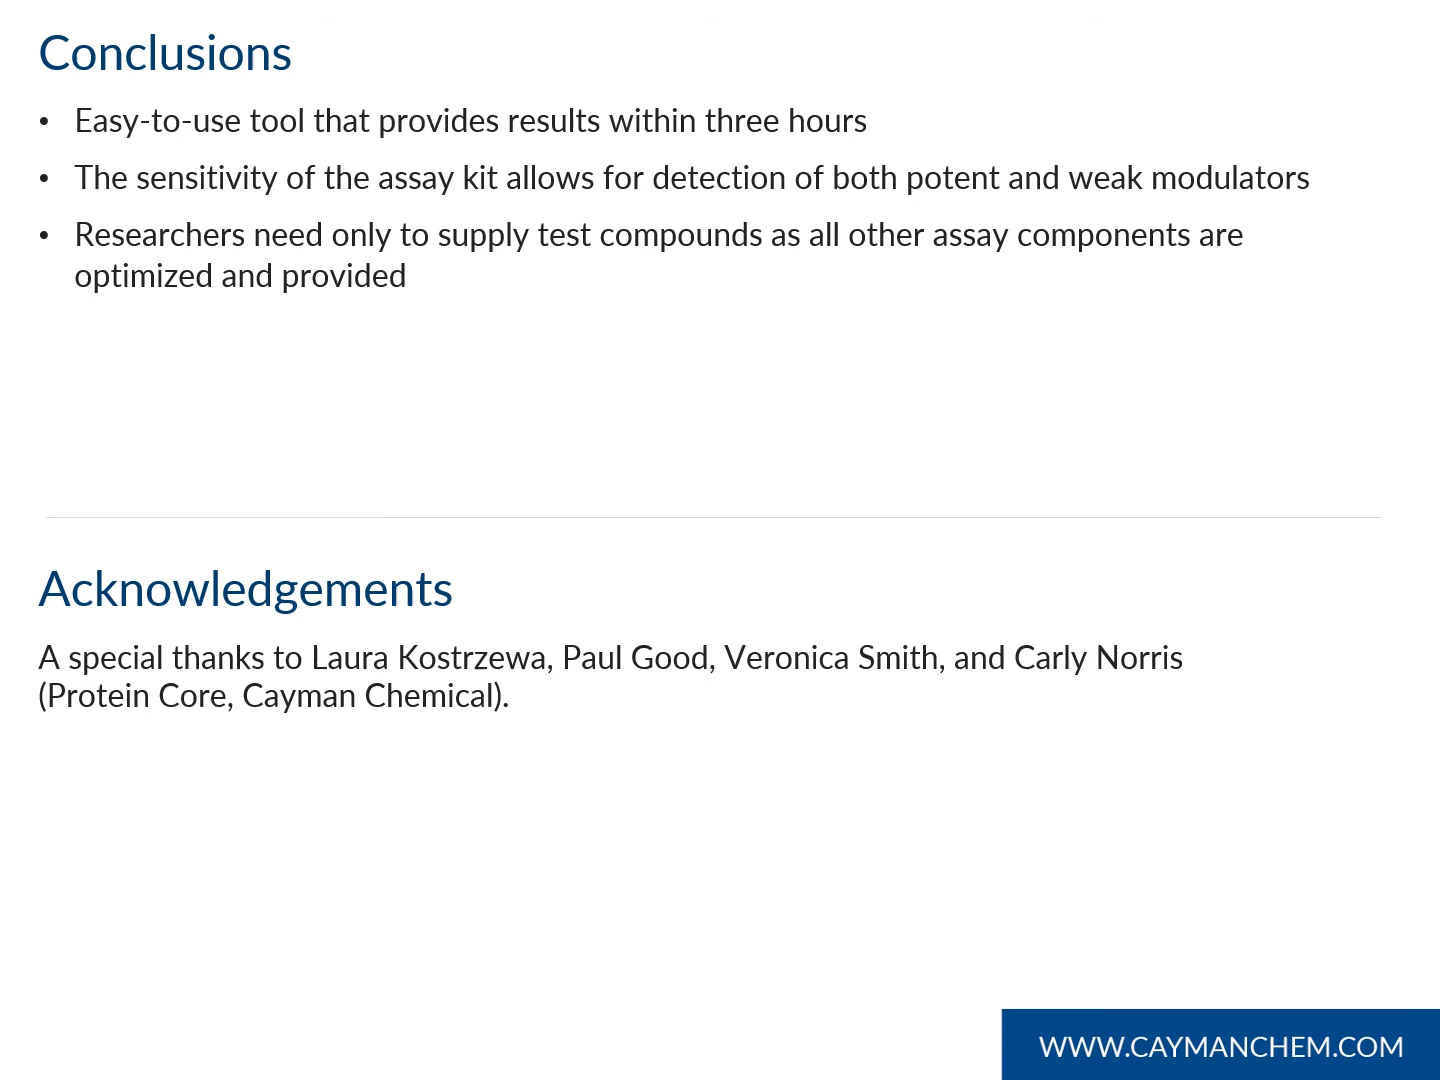 Conclusions
• Easy-to-use tool that provides results within three hours
• The sensitivity of the assay kit allows for detection of both potent and weak modulators
• Researchers need only to supply test compounds as all other assay components are
optimized and provided
Acknowledgements
A special thanks to Laura Kostrzewa, Paul Good, Veronica Smith, and Carly Norris
(Protein Core, Cayman Chemical).
WWW.CAYMANCHEM.COM